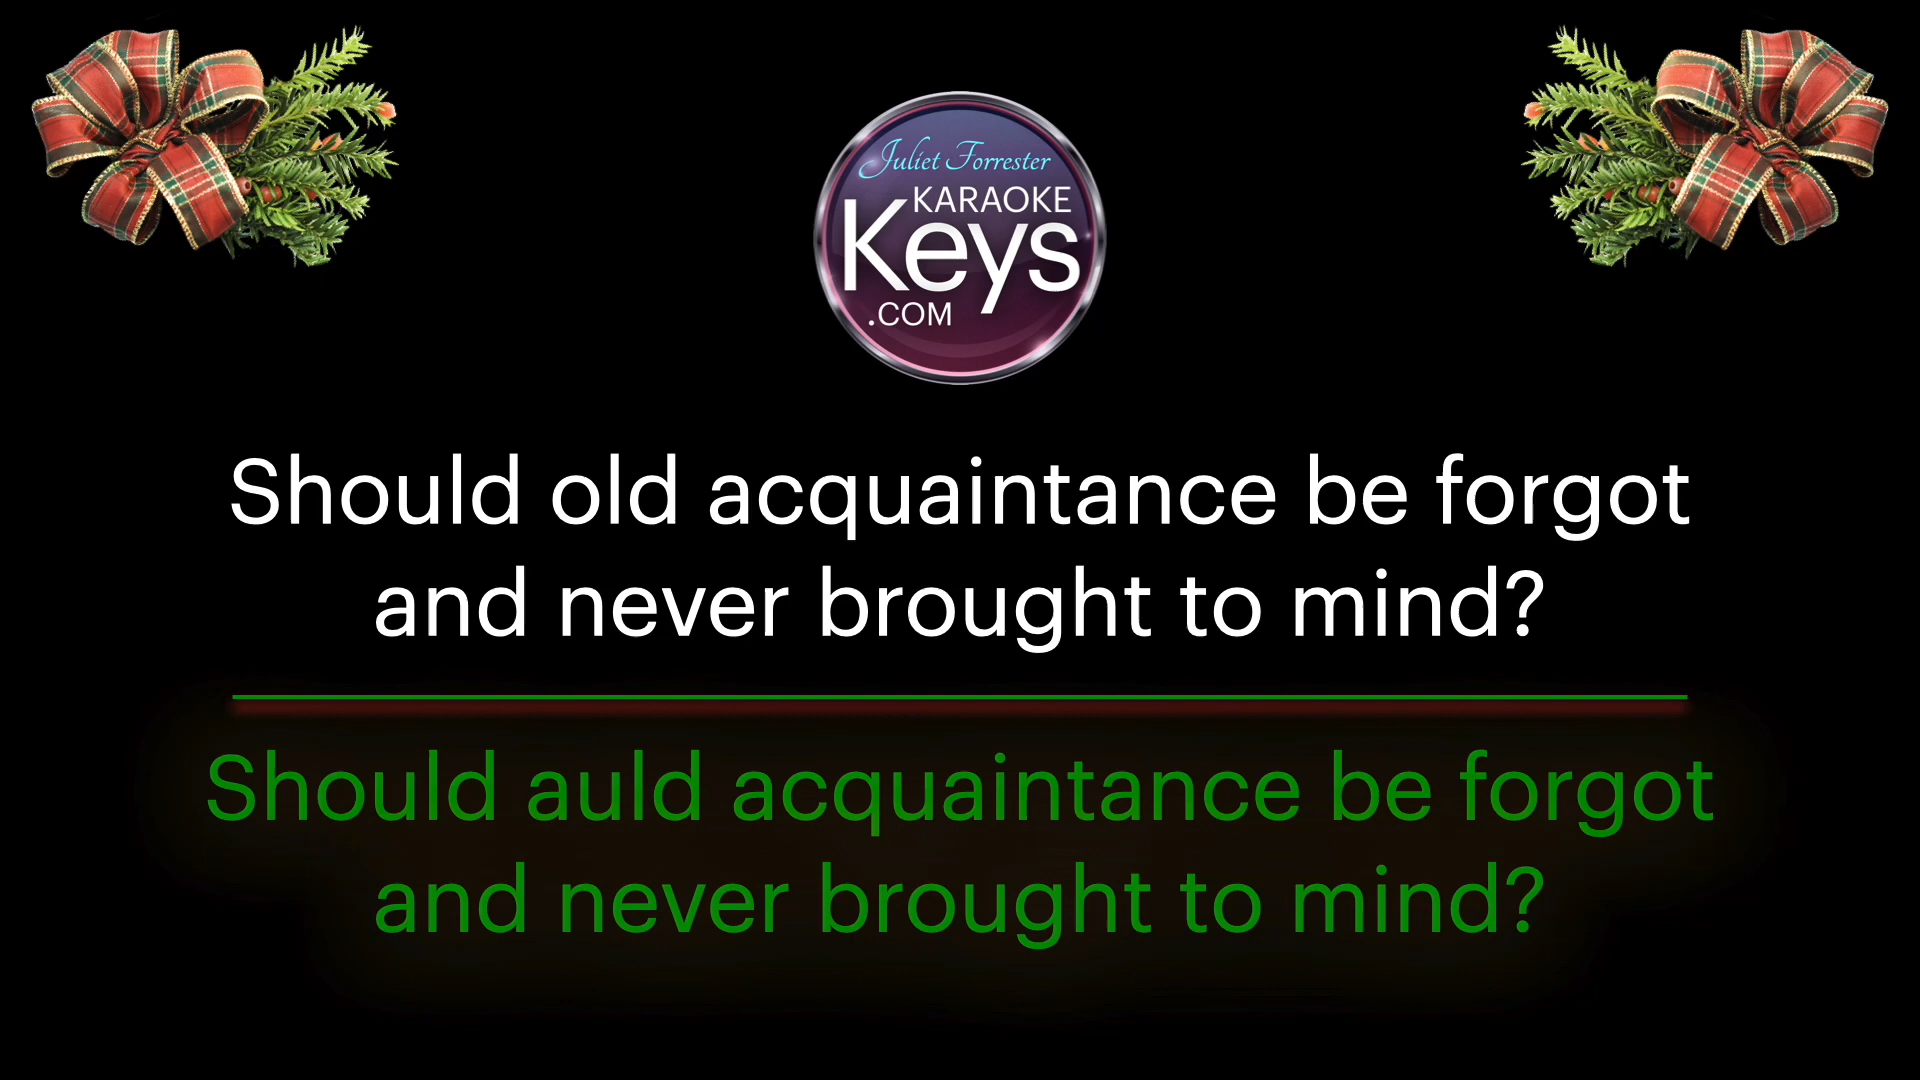 Juliet Forrester
KARAOKE
Keys
.COM
Should old acquaintance be forgot
and never brought to mind?
Should auld acquaintance be forgot
and never brought to mind?